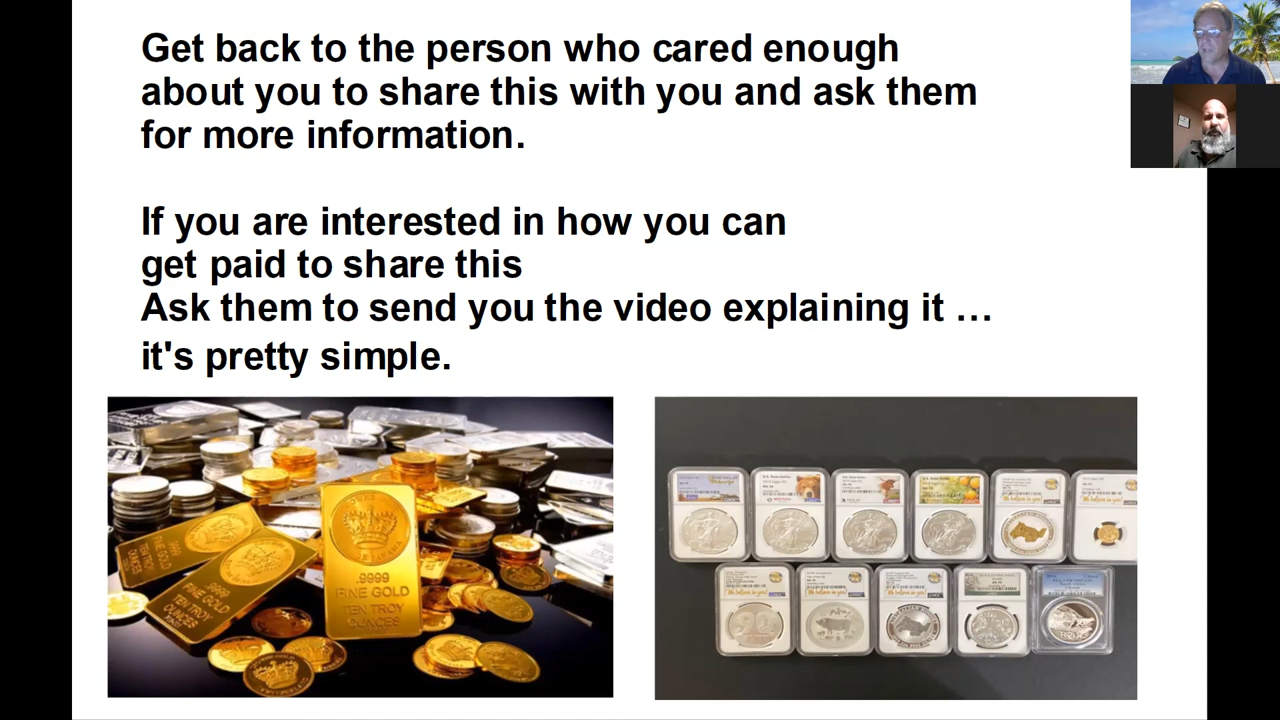 Get back to the person who cared enough
about you to share this with you and ask them
for more information.
If you are interested in how you can
get paid to share this
Ask them to send you the video explaining it …
it's pretty simple.
.9999
FINE GOLD
TEN TROY
OUNCES